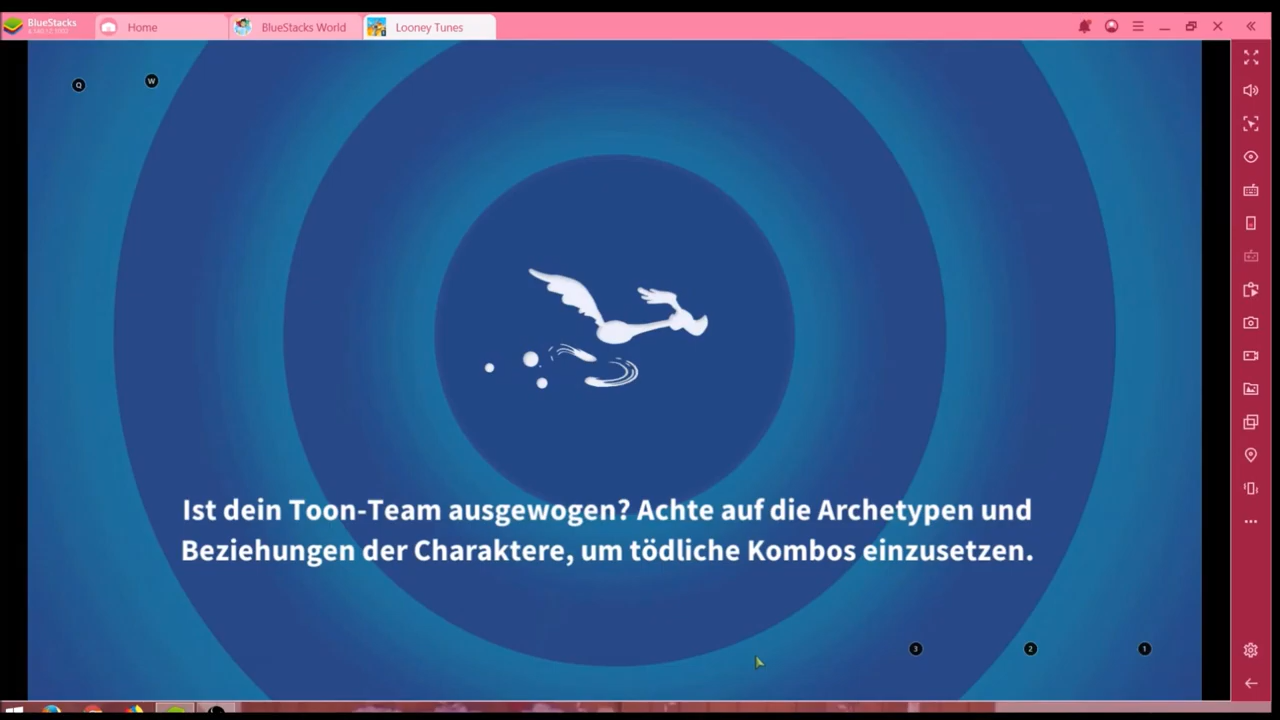 BlueStacks
Home
BlueStacks World
Looney Tunes
Q
W
Ist dein Toon-Team ausgewogen? Achte auf die Archetypen und
Beziehungen der Charaktere, um tödliche Kombos einzusetzen.
3
2
1